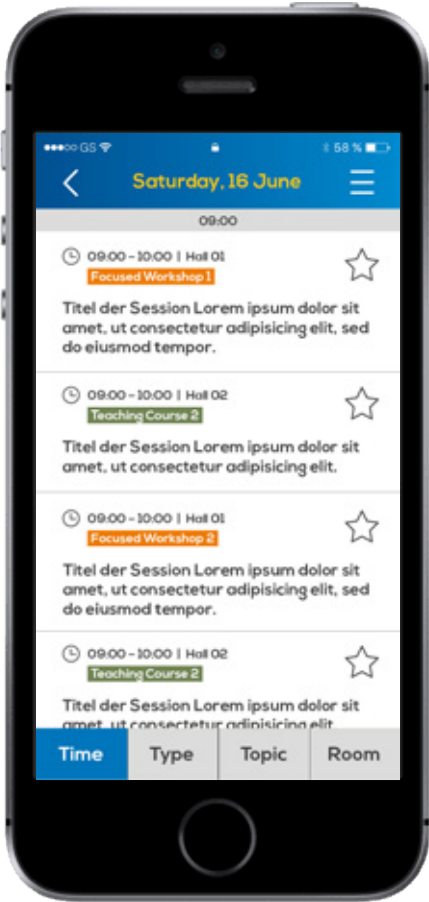 GS
58 %
Saturday, 16 June
09:00
09:00 - 10:00 | Hall 01
Focused Workshop 1
Titel der Session Lorem ipsum dolor sit
amet, ut consectetur adipisicing elit, sed
do eiusmod tempor.
09:00 - 10:00 | Hall 02
Teaching Course 2
Titel der Session Lorem ipsum dolor sit
amet, ut consectetur adipisicing elit.
09:00 - 10:00 | Hall 01
Focused Workshop 2
Titel der Session Lorem ipsum dolor sit
amet, ut consectetur adipisicing elit, sed
do eiusmod tempor.
09:00 - 10:00 | Hall 02
Teaching Course 2
Titel der Session Lorem ipsum dolor sit
amet, ut consectetur adipisicing elit
Time Type Topic Room